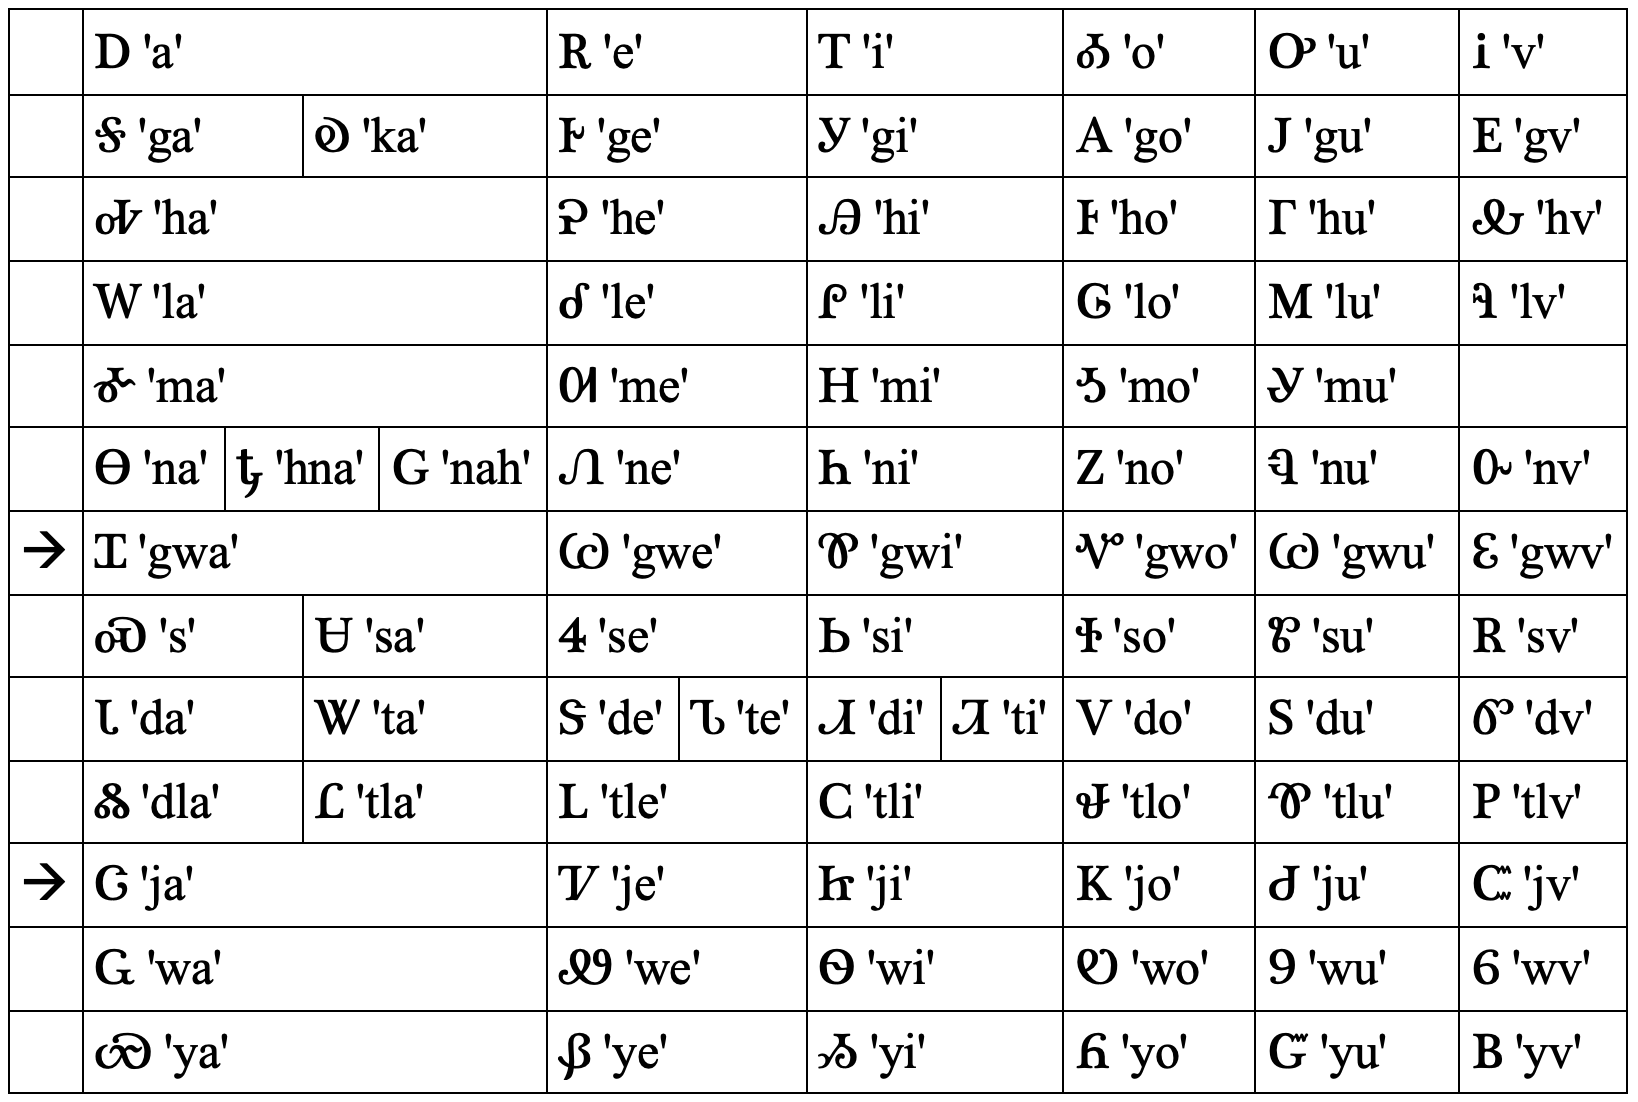 Ꭰ 'a' Ꭱ 'e' Ꭲ 'i' Ꭳ 'o' Ꭴ 'u' Ꭵ 'v'
Ꭶ 'ga' Ꭷ 'ka' Ꭸ 'ge' Ꭹ 'gi' Ꭺ 'go' Ꭻ 'gu' Ꭼ 'gv'
Ꭽ 'ha' Ꭾ 'he' Ꭿ 'hi' Ꮀ 'ho' Ꮁ 'hu' Ꮂ 'hv'
Ꮃ 'la' Ꮄ 'le' Ꮅ 'li' Ꮆ 'lo' Ꮇ 'lu' Ꮈ 'lv'
Ꮉ 'ma' Ꮊ 'me' Ꮋ 'mi' Ꮌ 'mo' Ꮍ 'mu'
Ꮎ 'na' Ꮏ 'hna' Ꮐ 'nah' Ꮑ 'ne' Ꮒ 'ni' Ꮓ 'no' Ꮔ 'nu' Ꮕ 'nv'
→ Ꮖ 'gwa' Ꮗ 'gwe' Ꮘ 'gwi' Ꮙ 'gwo' Ꮚ 'gwu' Ꮛ 'gwv'
Ꮝ 's' Ꮜ 'sa' Ꮞ 'se' Ꮟ 'si' Ꮠ 'so' Ꮡ 'su' Ꮢ 'sv'
Ꮣ 'da' Ꮤ 'ta' Ꮥ 'de' Ꮦ 'te' Ꮧ 'di' Ꮨ 'ti' Ꮩ 'do' Ꮪ 'du' Ꮫ 'dv'
Ꮬ 'dla' Ꮭ 'tla' Ꮮ 'tle' Ꮯ 'tli' Ꮰ 'tlo' Ꮱ 'tlu' Ꮲ 'tlv'
→ Ꮳ 'ja' Ꮴ 'je' Ꮵ 'ji' Ꮶ 'jo' Ꮷ 'ju' Ꮸ 'jv'
Ꮹ 'wa' Ꮺ 'we' Ꮻ 'wi' Ꮼ 'wo' Ꮽ 'wu' Ꮾ 'wv'
Ꮿ 'ya' Ᏸ 'ye' Ᏹ 'yi' Ᏺ 'yo' Ᏻ 'yu' Ᏼ 'yv'